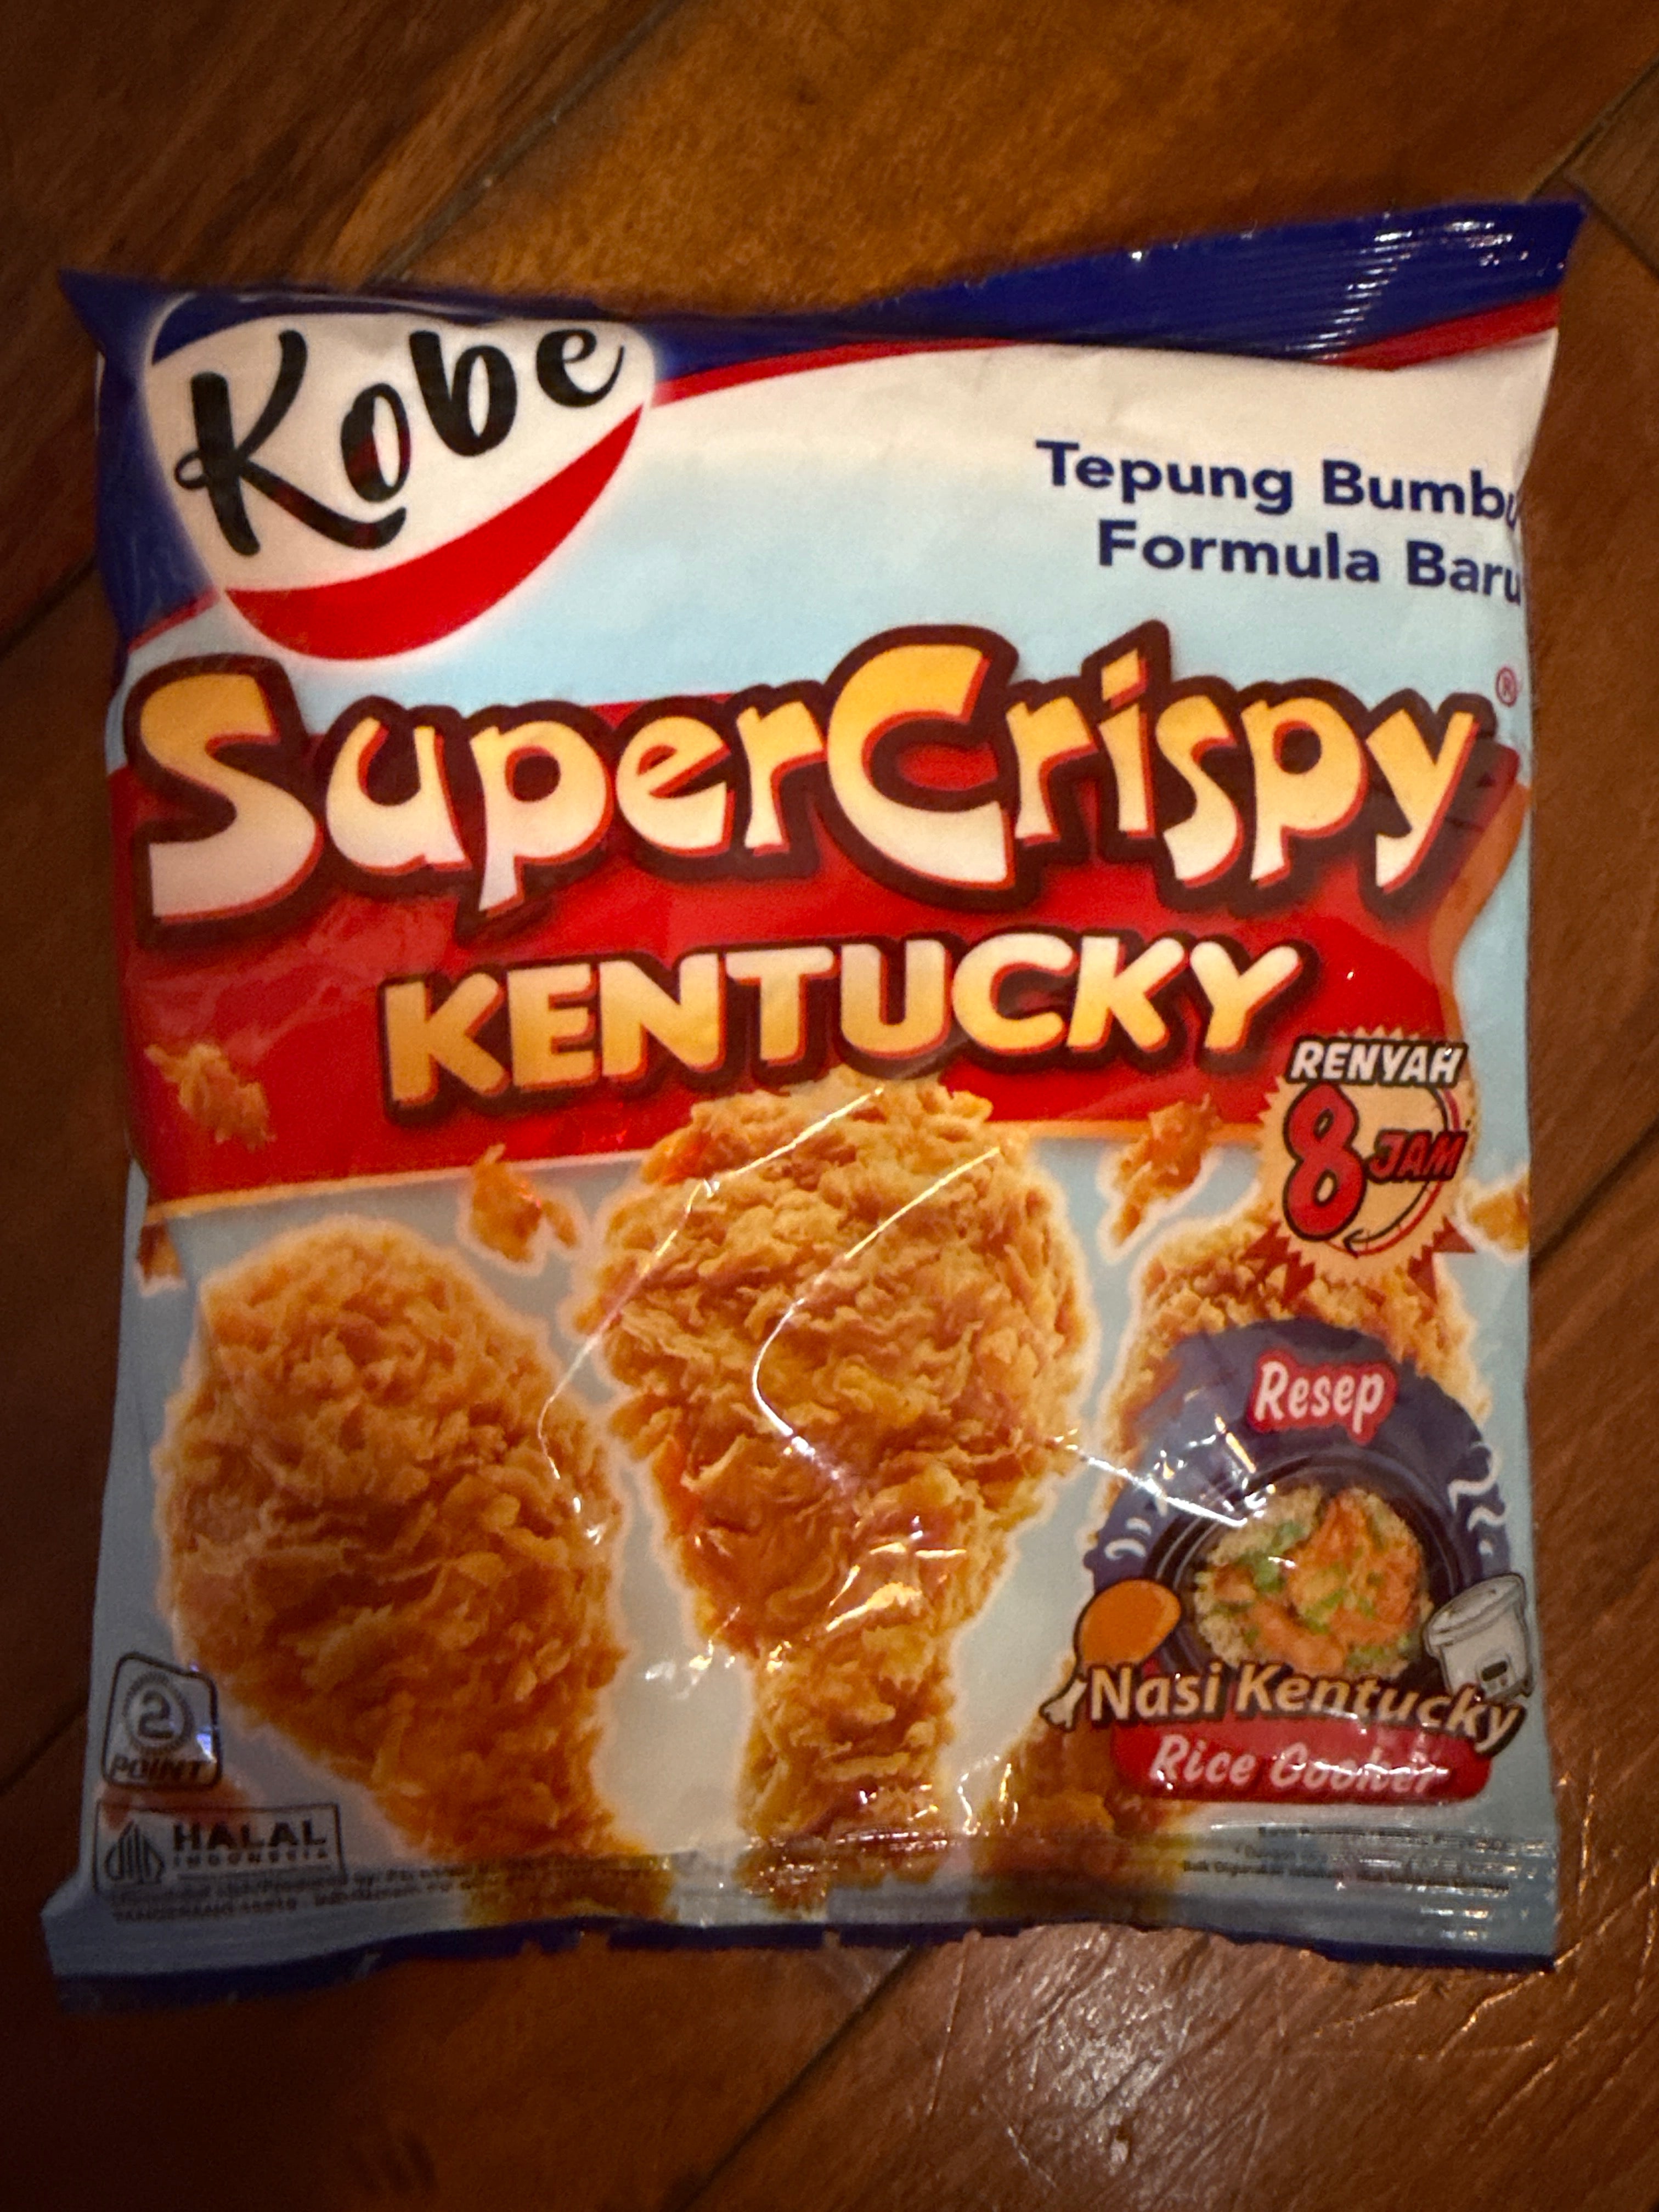 Kobe
Tepung Bumbu
Formula Baru
SuperCrispy®
KENTUCKY
RENYAH
8 JAM
Resep
Nasi Kentucky
Rice Cooker
2
POINT
HALAL
INDONESIA